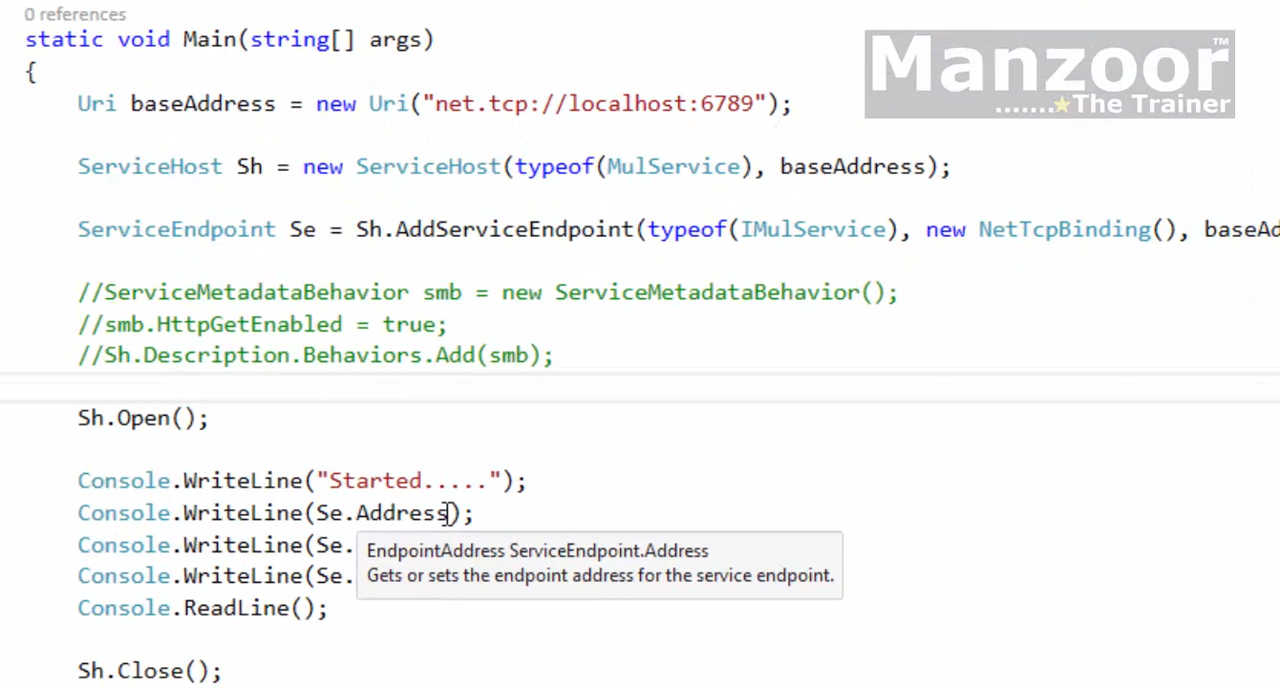 0 references
static void Main(string[] args)
{
Uri baseAddress = new Uri("net.tcp://localhost:6789");
ServiceHost Sh = new ServiceHost(typeof(MulService), baseAddress);
ServiceEndpoint Se = Sh.AddServiceEndpoint(typeof(IMulService), new NetTcpBinding(), baseAd
//ServiceMetadataBehavior smb = new ServiceMetadataBehavior();
//smb.HttpGetEnabled = true;
//Sh.Description.Behaviors.Add(smb);
Sh.Open();
Console.WriteLine("Started.....");
Console.WriteLine(Se.Address);
Console.WriteLine(Se.
Console.WriteLine(Se.
EndpointAddress ServiceEndpoint.Address
Gets or sets the endpoint address for the service endpoint.
Console.ReadLine();
Sh.Close();
Manzoor™
.......★The Trainer